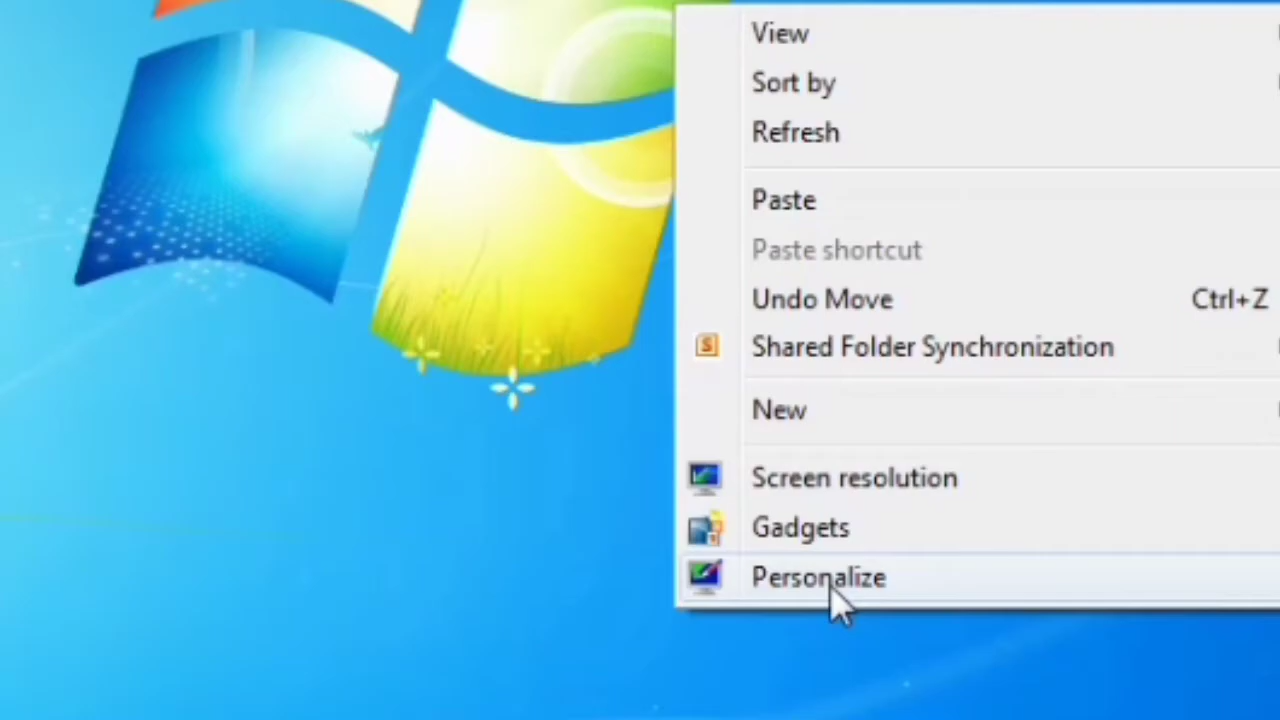 View
Sort by
Refresh
Paste
Paste shortcut
Undo Move Ctrl+Z
Shared Folder Synchronization
New
Screen resolution
Gadgets
Personalize